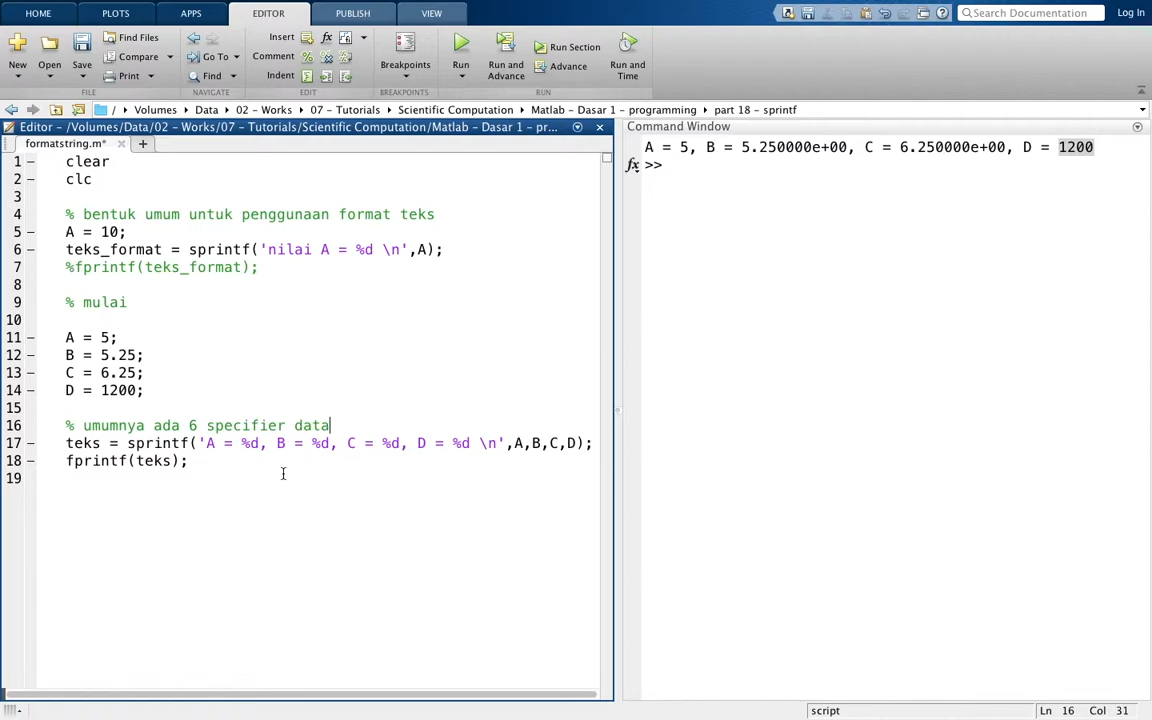 HOME PLOTS APPS EDITOR PUBLISH VIEW Search Documentation Log In
Find Files Insert fx Run Section
Compare Go To Comment Advance
New Open Save Print Find Indent Breakpoints Run Run and Advance Run and Time
FILE NAVIGATE EDIT BREAKPOINTS RUN
/ Volumes Data 02 - Works 07 - Tutorials Scientific Computation Matlab - Dasar 1 - programming part 18 - sprintf
Editor - /Volumes/Data/02 - Works/07 - Tutorials/Scientific Computation/Matlab - Dasar 1 - pr...
formatstring.m*
1 - clear
2 - clc
3
4 % bentuk umum untuk penggunaan format teks
5 - A = 10;
6 - teks_format = sprintf('nilai A = %d \n',A);
7 %fprintf(teks_format);
8
9 % mulai
10
11 - A = 5;
12 - B = 5.25;
13 - C = 6.25;
14 - D = 1200;
15
16 % umumnya ada 6 specifier data
17 - teks = sprintf('A = %d, B = %d, C = %d, D = %d \n',A,B,C,D);
18 - fprintf(teks);
19
Command Window
A = 5, B = 5.250000e+00, C = 6.250000e+00, D = 1200
fx >>
script Ln 16 Col 31